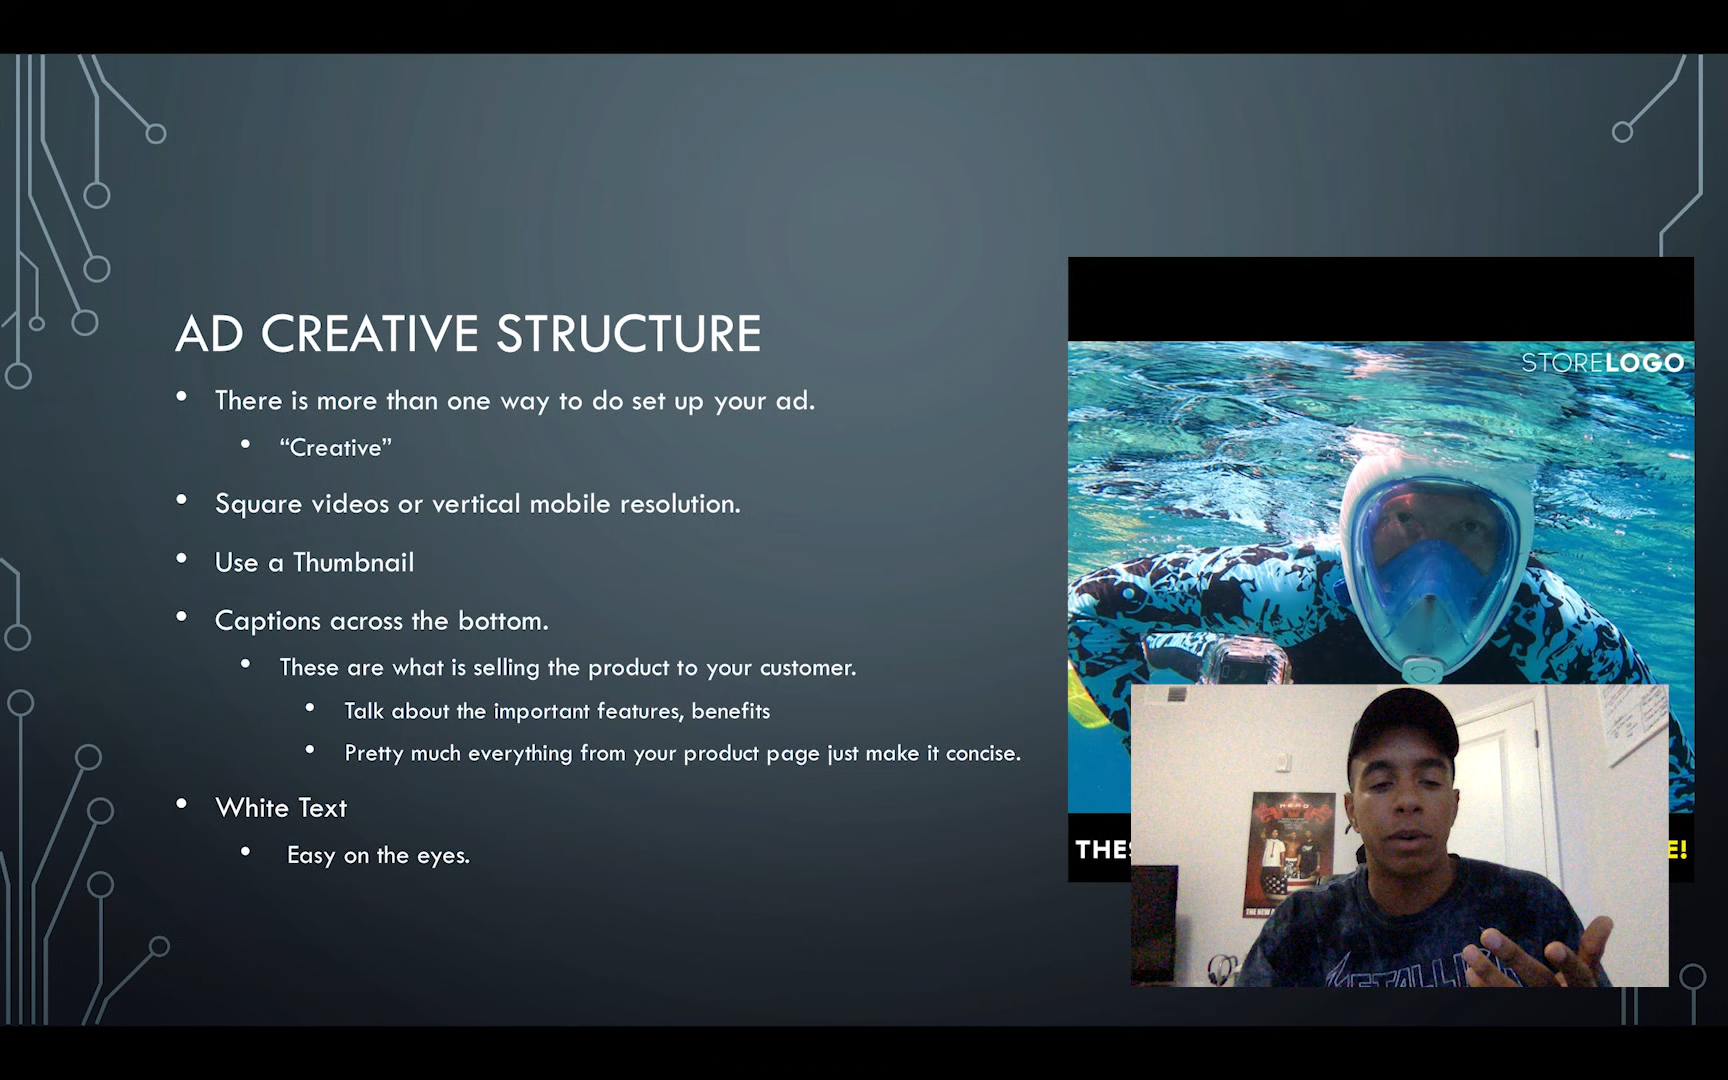 AD CREATIVE STRUCTURE
• There is more than one way to do set up your ad.
• “Creative”
• Square videos or vertical mobile resolution.
• Use a Thumbnail
• Captions across the bottom.
• These are what is selling the product to your customer.
• Talk about the important features, benefits
• Pretty much everything from your product page just make it concise.
• White Text
• Easy on the eyes.
STORELOGO